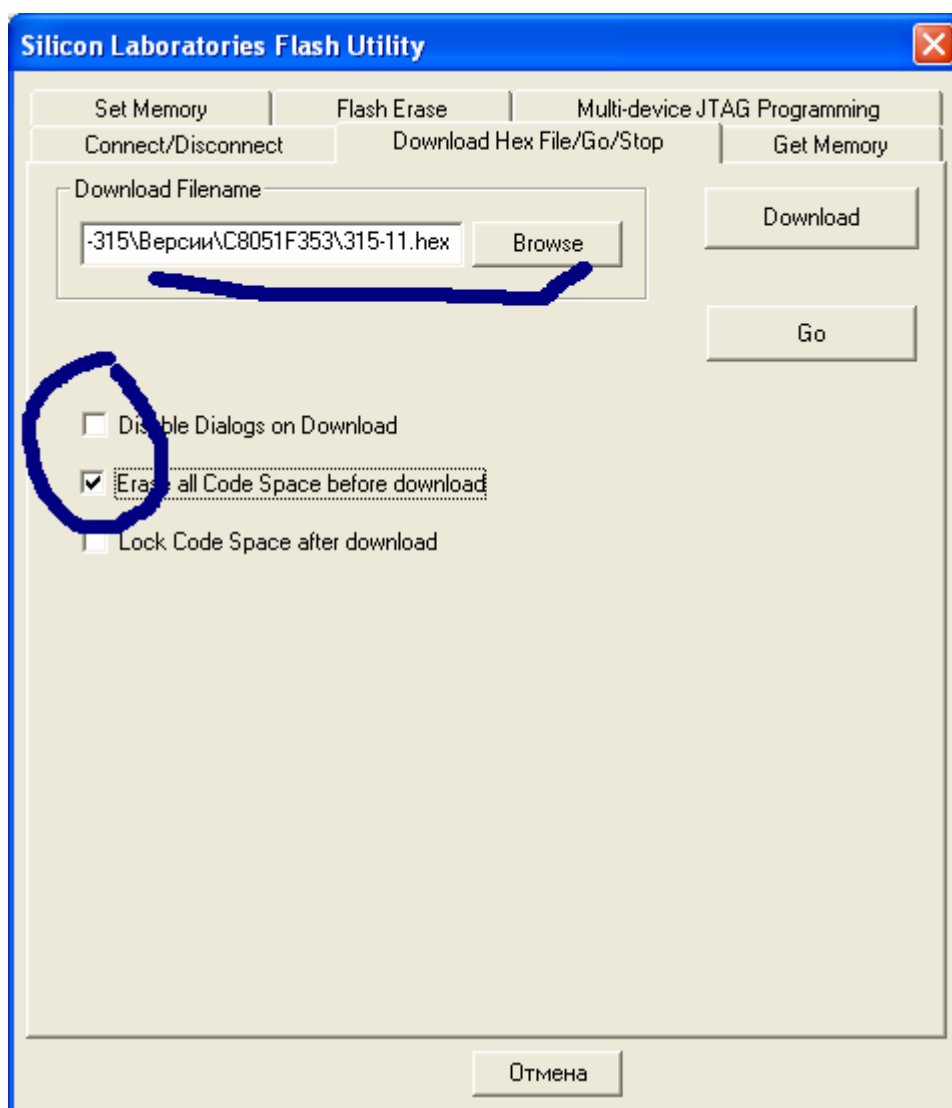 Silicon Laboratories Flash Utility
Set Memory Flash Erase Multi-device JTAG Programming
Connect/Disconnect Download Hex File/Go/Stop Get Memory
Download Filename
-315\Версии\C8051F353\315-11.hex Browse Download
Go
Disable Dialogs on Download
Erase all Code Space before download
Lock Code Space after download
Отмена